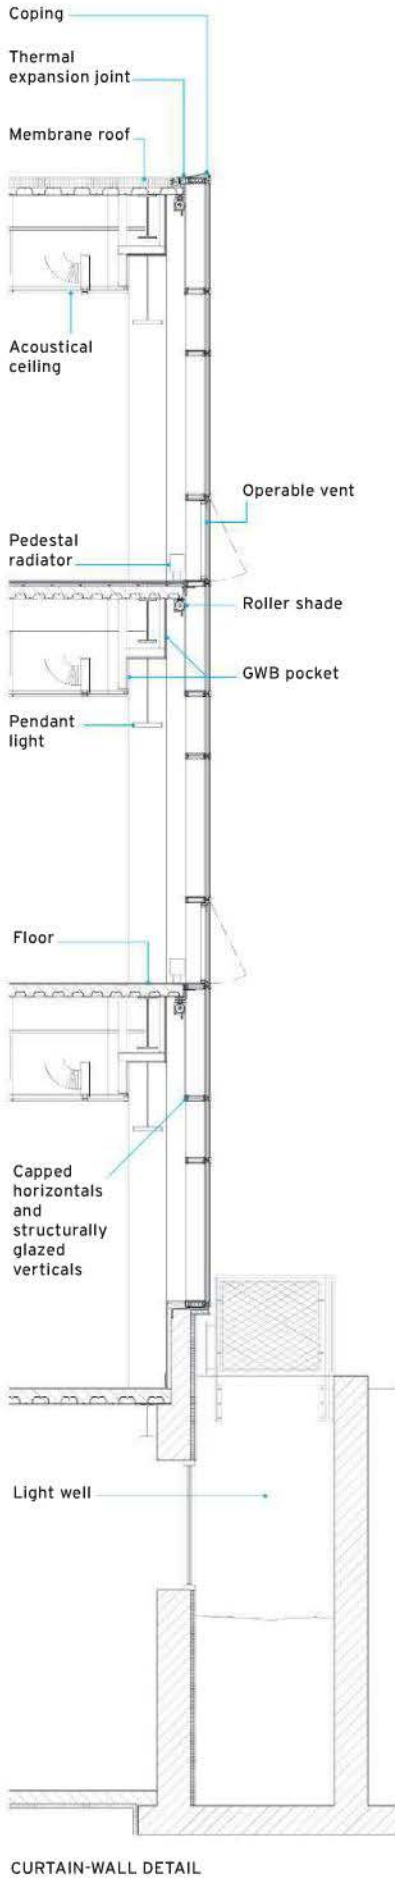 Coping
Thermal
expansion joint
Membrane roof
Acoustical
ceiling
Operable vent
Pedestal
radiator
Roller shade
GWB pocket
Pendant
light
Floor
Capped
horizontals
and
structurally
glazed
verticals
Light well
CURTAIN-WALL DETAIL